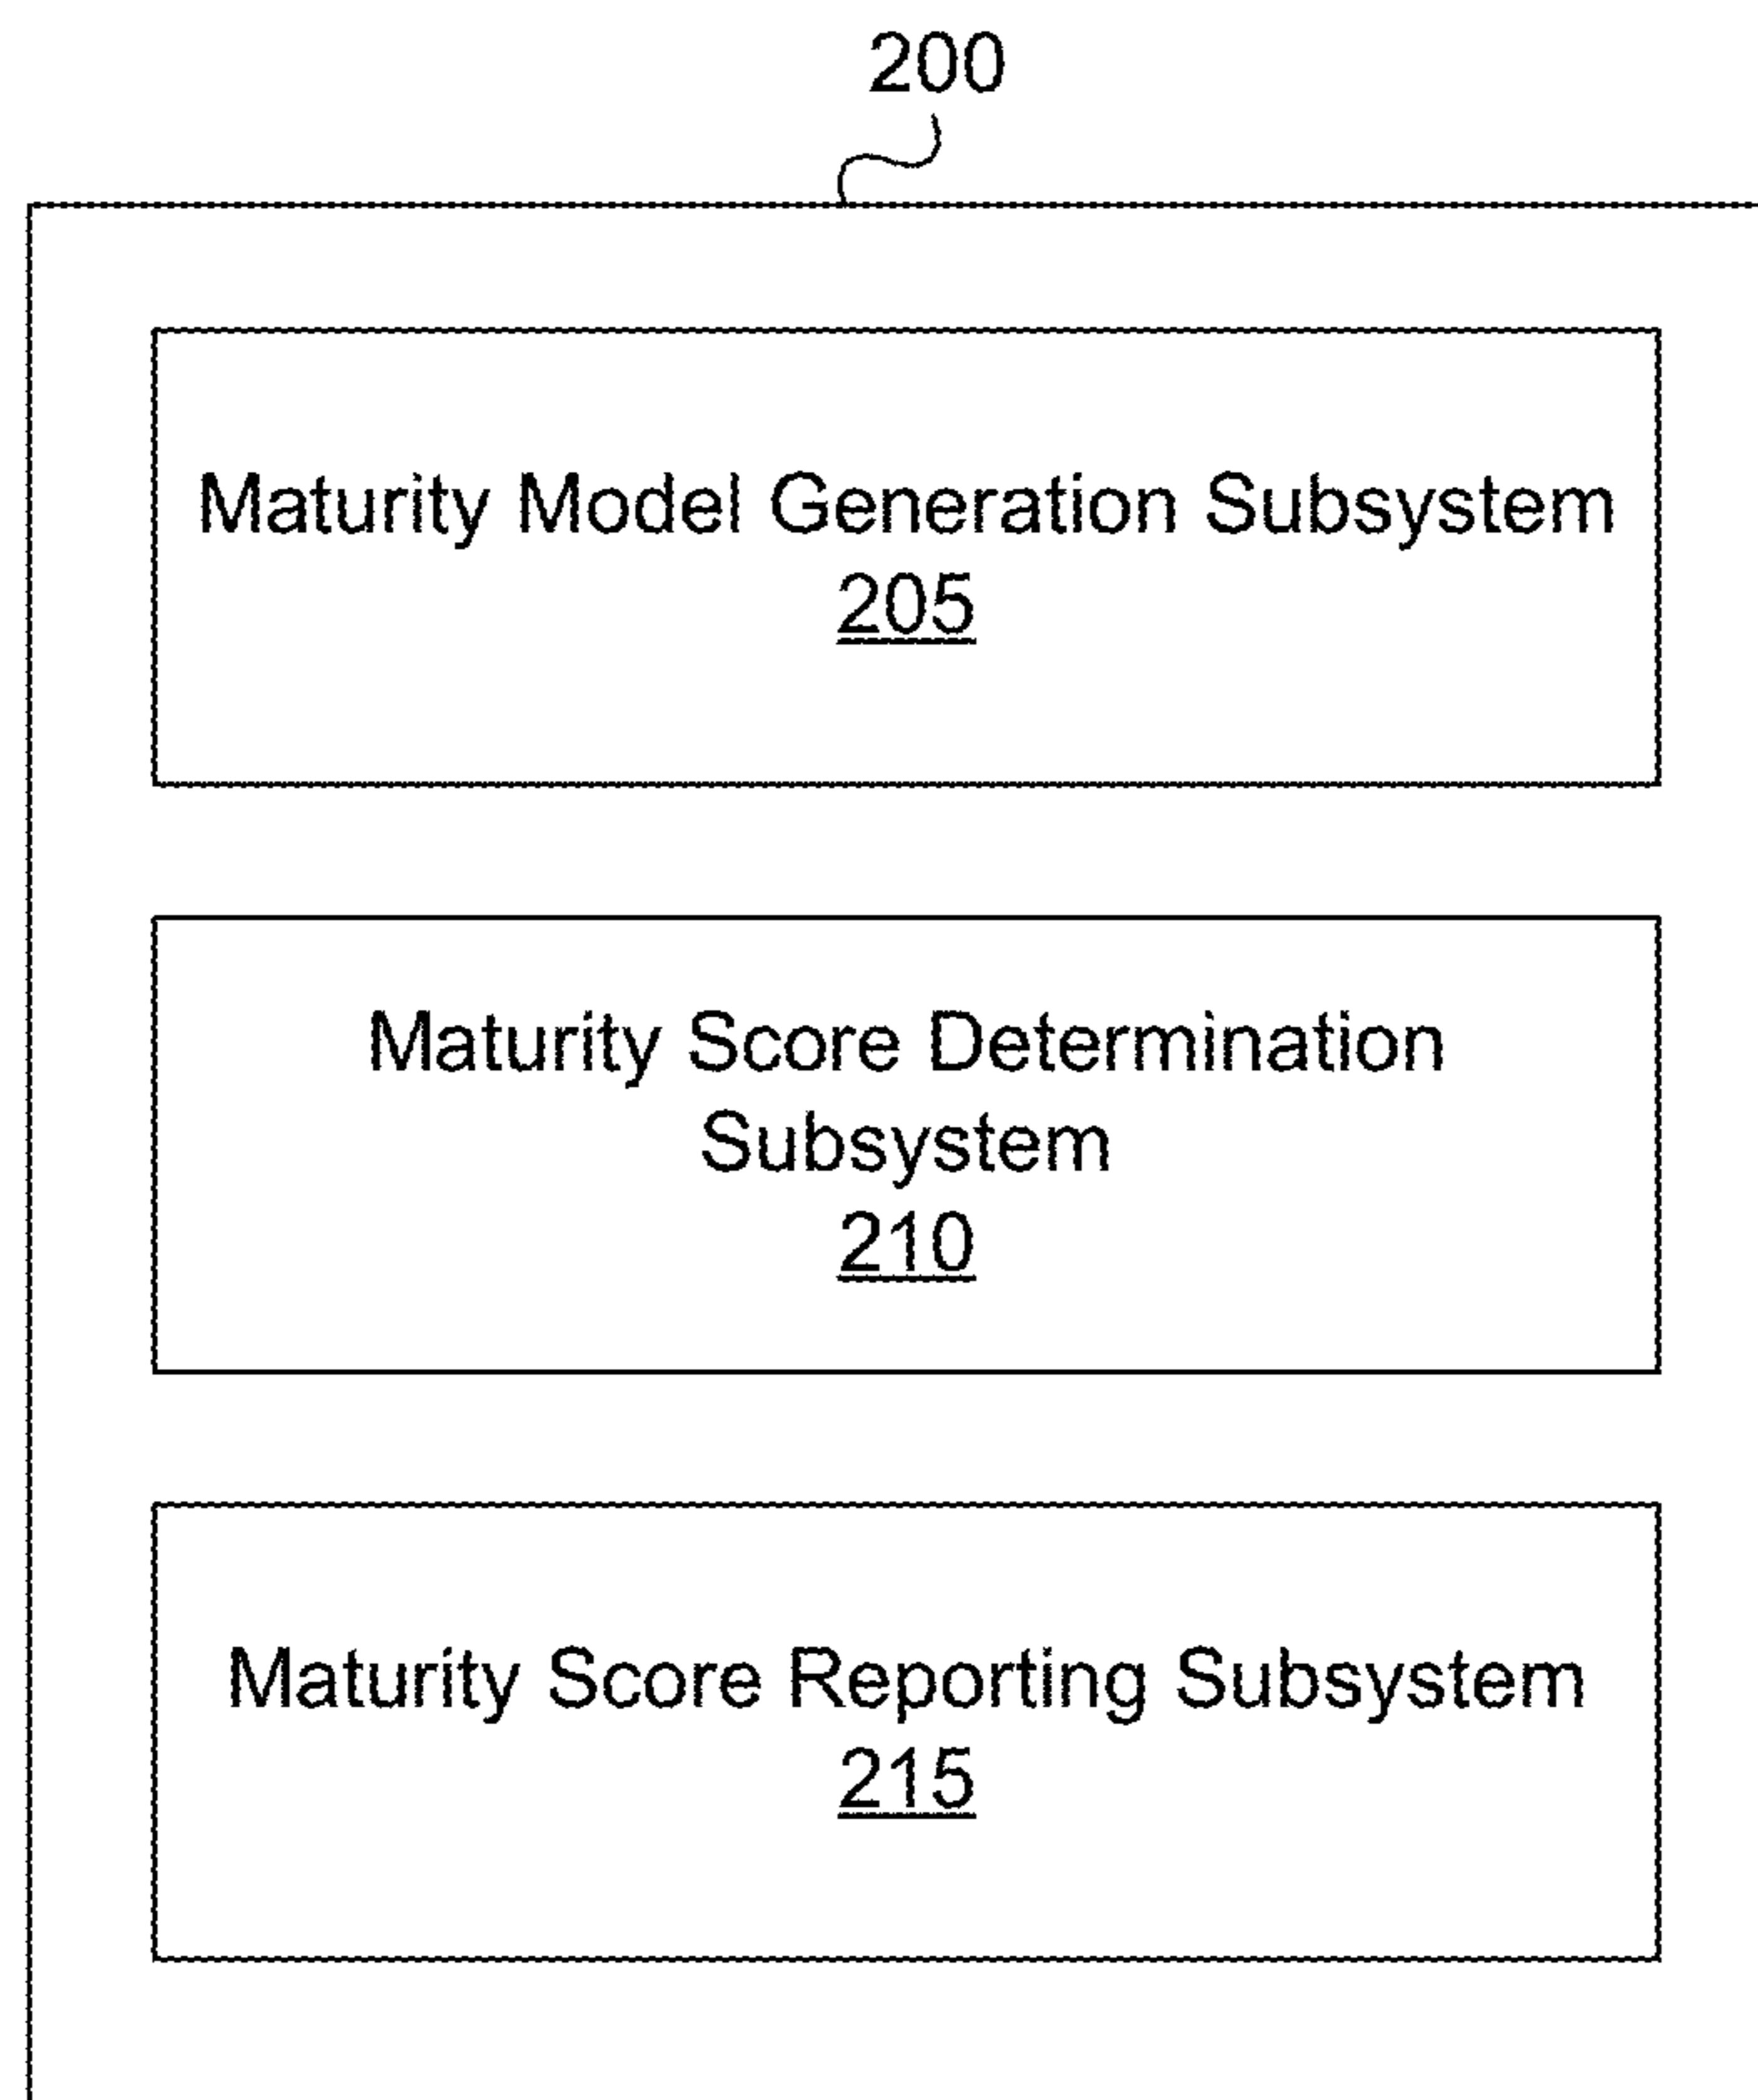 200
Maturity Model Generation Subsystem
205
Maturity Score Determination
Subsystem
210
Maturity Score Reporting Subsystem
215